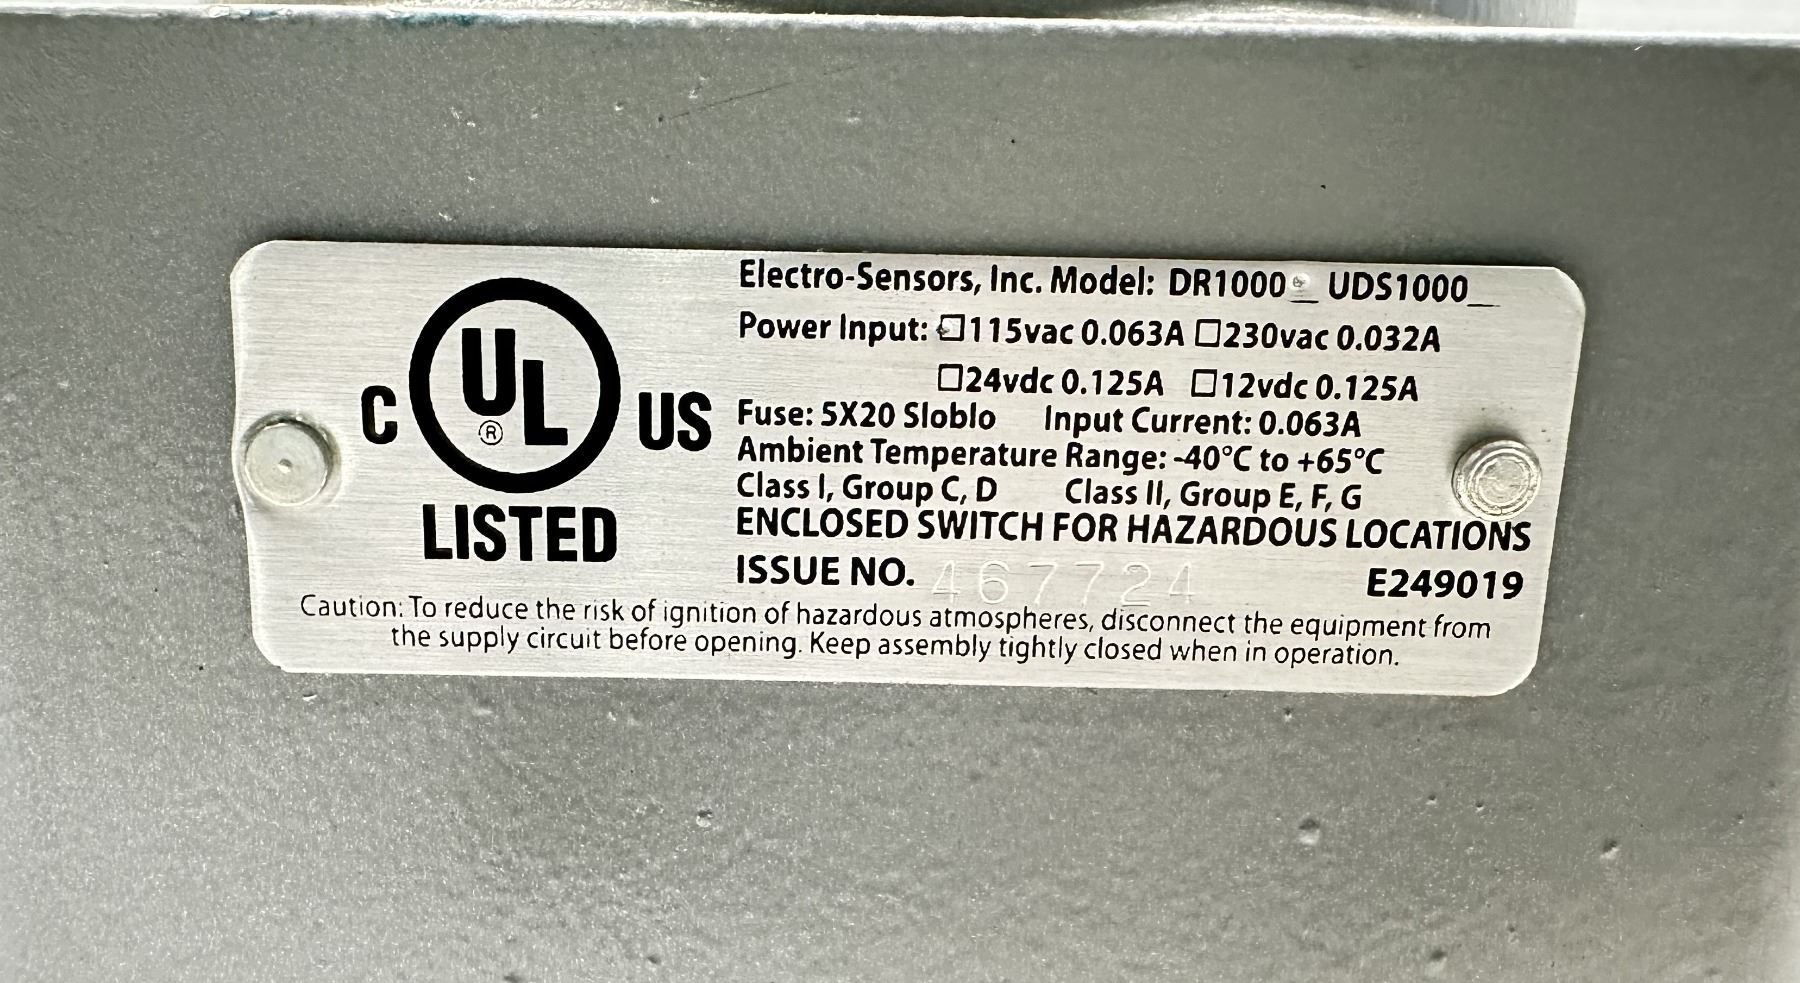 C UL ® US
LISTED
Electro-Sensors, Inc. Model: DR1000 _ UDS1000_
Power Input: ☐115vac 0.063A ☐230vac 0.032A
☐24vdc 0.125A ☐12vdc 0.125A
Fuse: 5X20 Sloblo Input Current: 0.063A
Ambient Temperature Range: -40°C to +65°C
Class I, Group C, D Class II, Group E, F, G
ENCLOSED SWITCH FOR HAZARDOUS LOCATIONS
ISSUE NO. 467724 E249019
Caution: To reduce the risk of ignition of hazardous atmospheres, disconnect the equipment from
the supply circuit before opening. Keep assembly tightly closed when in operation.